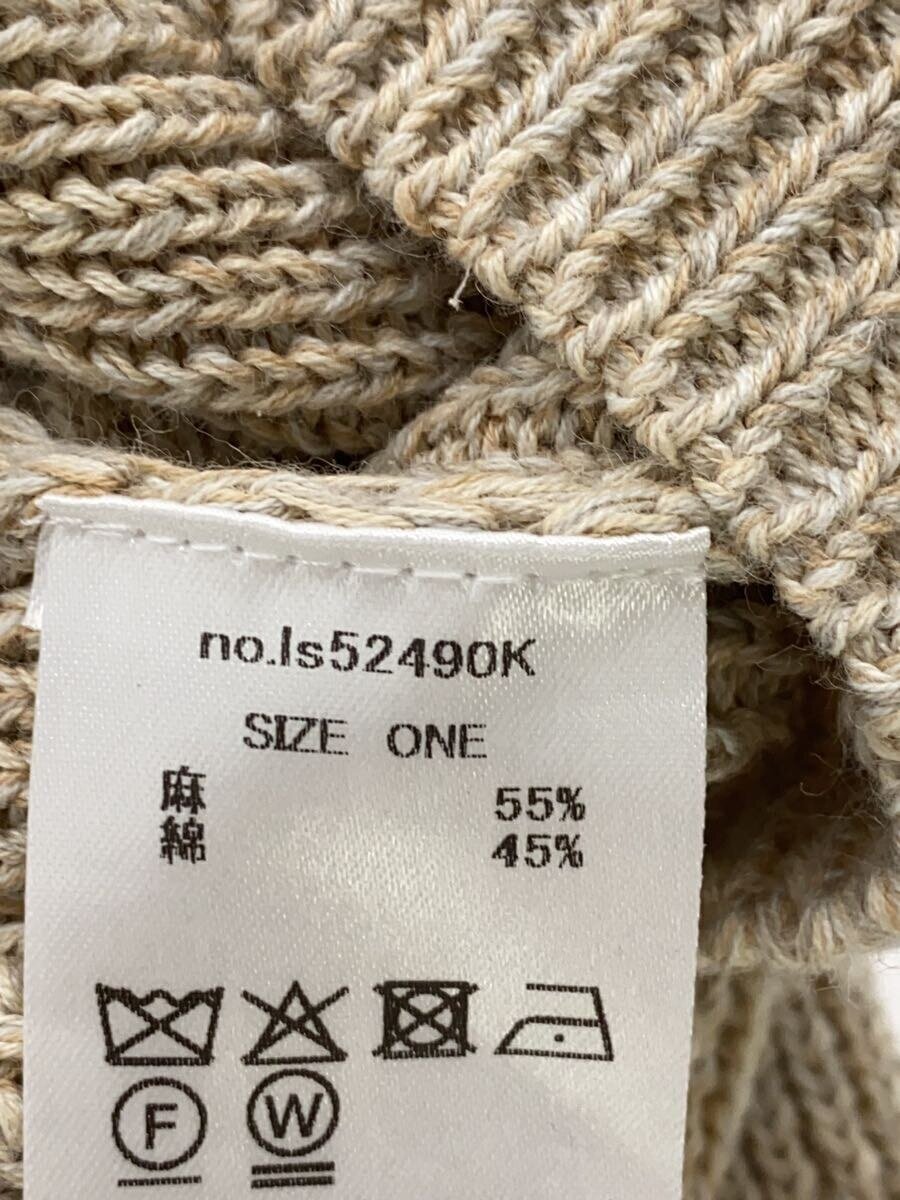 no.ls52490K
SIZE ONE
麻 55%
綿 45%
F W